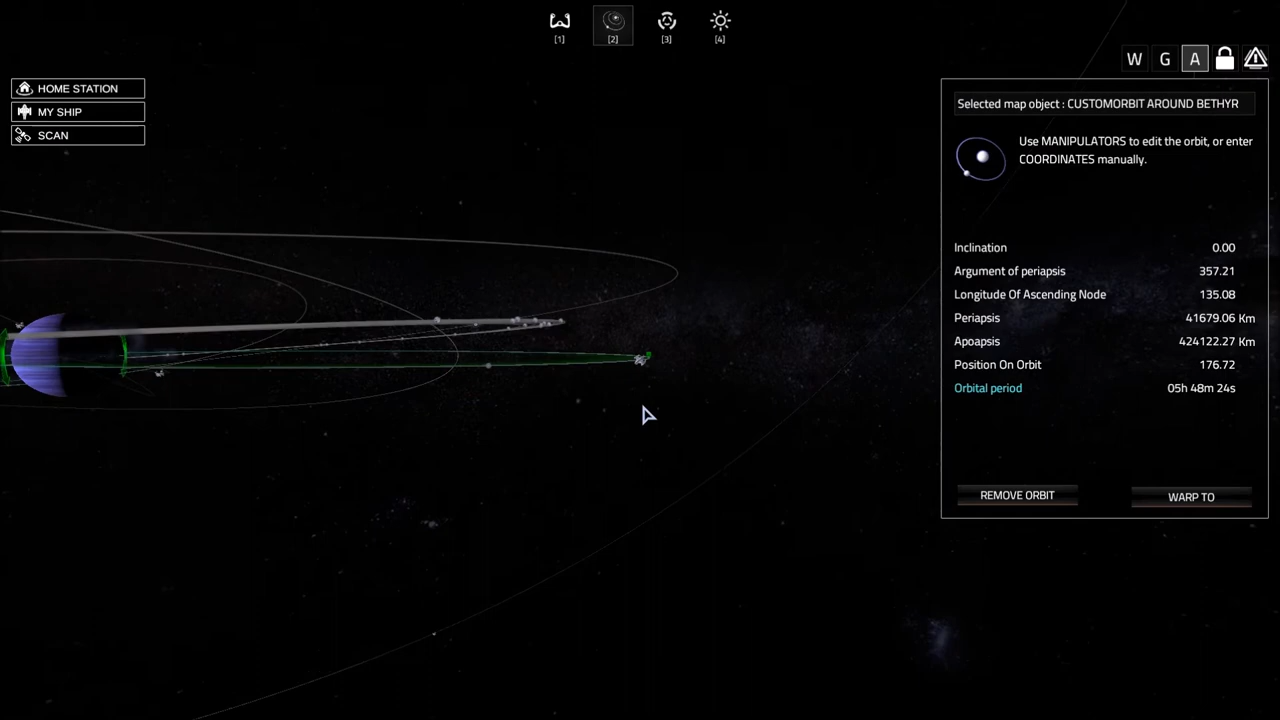 [1] [2] [3] [4]
W G A
HOME STATION
MY SHIP
SCAN
Selected map object : CUSTOMORBIT AROUND BETHYR
Use MANIPULATORS to edit the orbit, or enter
COORDINATES manually.
Inclination 0.00
Argument of periapsis 357.21
Longitude Of Ascending Node 135.08
Periapsis 41679.06 Km
Apoapsis 424122.27 Km
Position On Orbit 176.72
Orbital period 05h 48m 24s
REMOVE ORBIT WARP TO